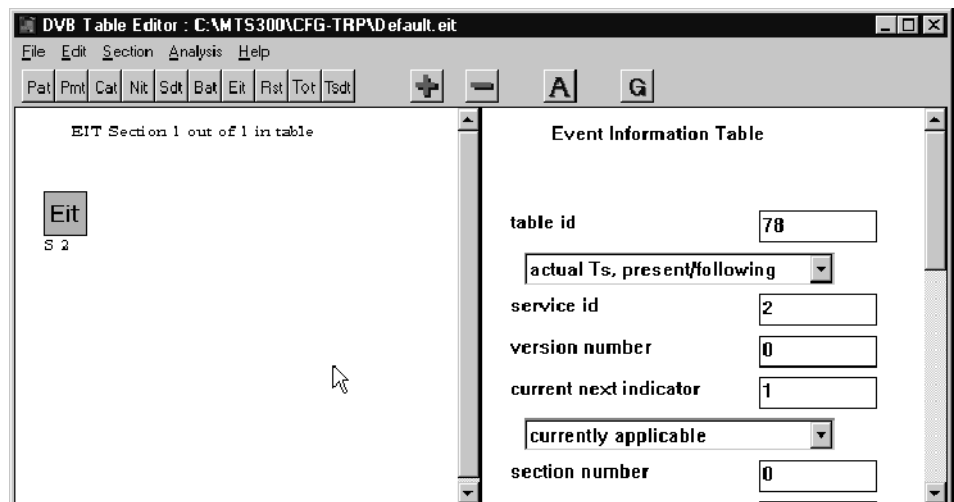 DVB Table Editor : C:\MTS300\CFG-TRP\Default.eit
File Edit Section Analysis Help
Pat Pmt Cat Nit Sdt Bat Eit Rst Tot Tsdt A G
EIT Section 1 out of 1 in table
Eit
S 2
Event Information Table
table id 78
actual Ts, present/following
service id 2
version number 0
current next indicator 1
currently applicable
section number 0